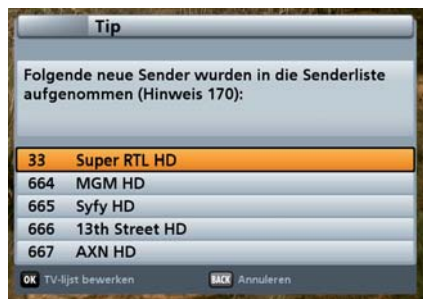 Tip
Folgende neue Sender wurden in die Senderliste
aufgenommen (Hinweis 170):
33 Super RTL HD
664 MGM HD
665 Syfy HD
666 13th Street HD
667 AXN HD
OK TV-lijst bewerken BACK Annuleren